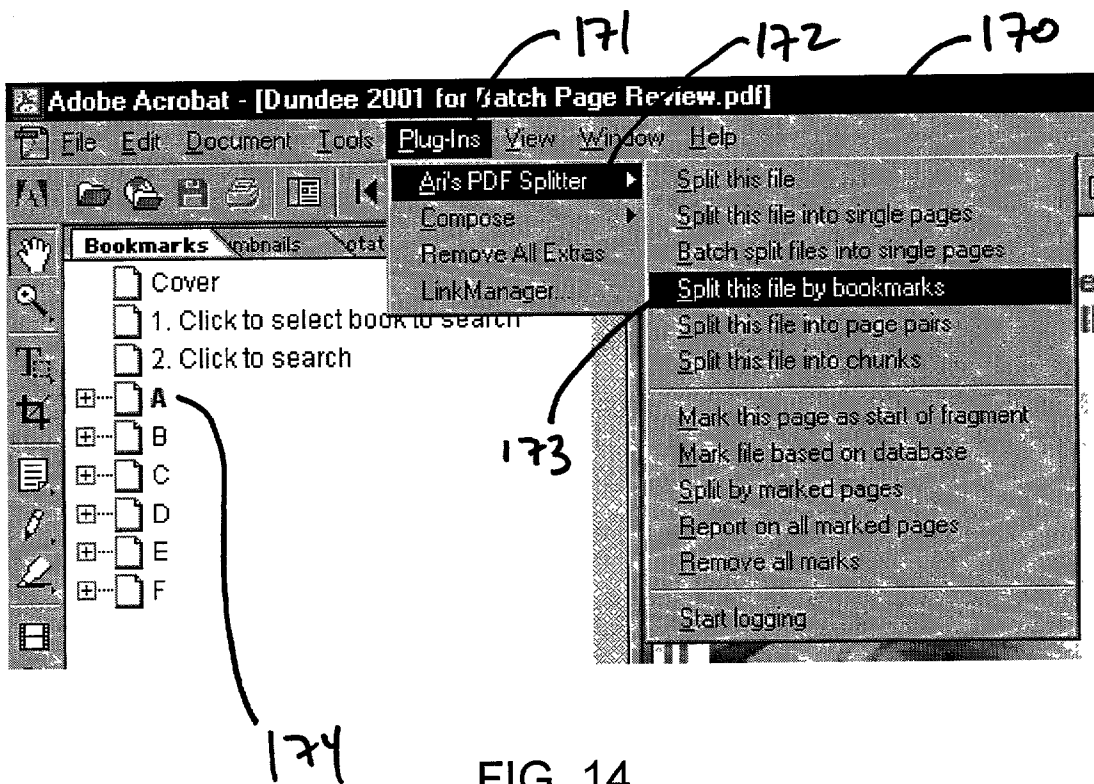 171 172 170
Adobe Acrobat - [Dundee 2001 for Batch Page Review.pdf]
File Edit Document Tools Plug-Ins View Window Help
Ari's PDF Splitter
Compose
Remove All Extras
LinkManager...
Split this file
Split this file into single pages
Batch split files into single pages
Split this file by bookmarks
Split this file into page pairs
Split this file into chunks
Mark this page as start of fragment
Mark file based on database
Split by marked pages
Report on all marked pages
Remove all marks
Start logging
Bookmarks
Cover
1. Click to select book to search
2. Click to search
A
B
C
D
E
F
173
174
FIG. 14